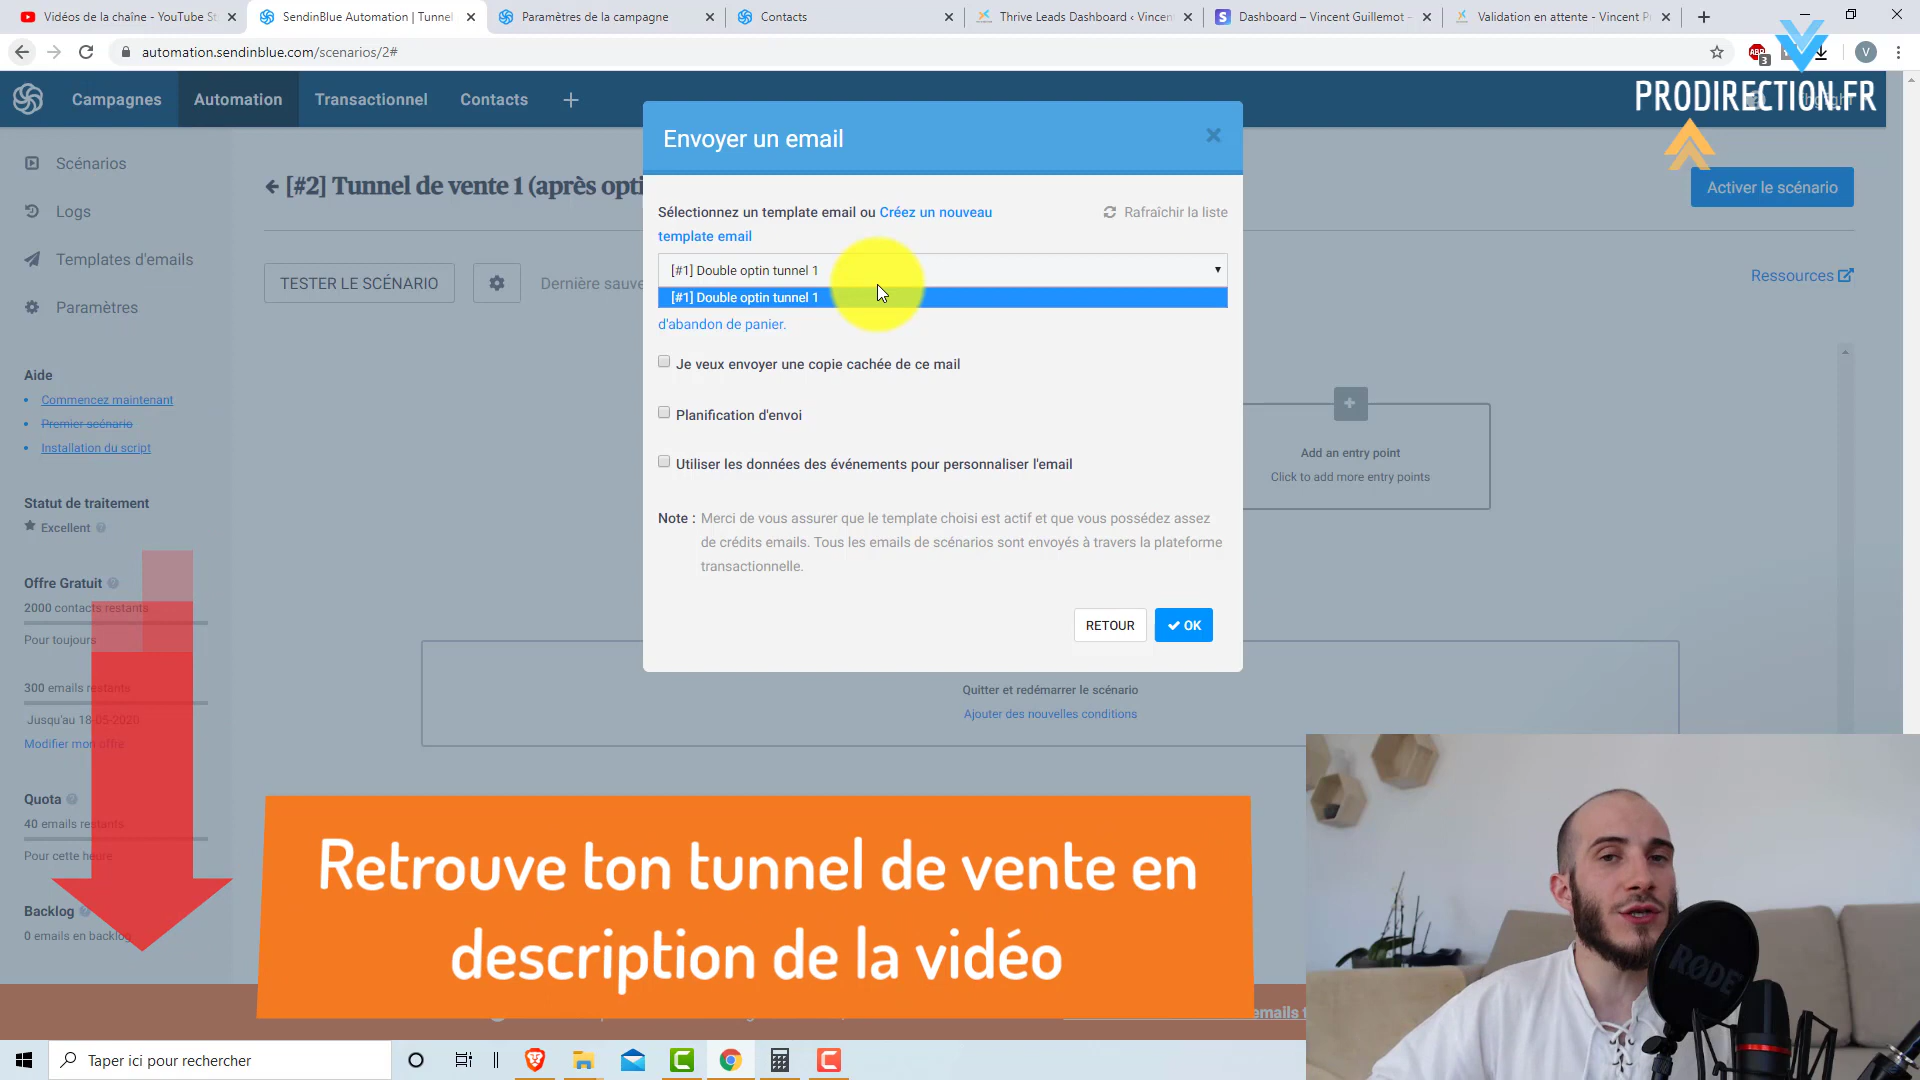 Vidéos de la chaîne - YouTube St
SendinBlue Automation | Tunnel
Paramètres de la campagne
Contacts
Thrive Leads Dashboard ‹ Vincen
Dashboard – Vincent Guillemot –
Validation en attente - Vincent P
automation.sendinblue.com/scenarios/2#
ABP
3
V
PRODIRECTION.FR
Campagnes
Automation
Transactionnel
Contacts
Scénarios
Logs
Templates d'emails
Paramètres
Aide
Commencez maintenant
Premier scénario
Installation du script
Statut de traitement
Excellent
Offre Gratuit
2000 contacts restants
Pour toujours
300 emails restants
Jusqu'au 18-05-2020
Modifier mon offre
Quota
40 emails restants
Pour cette heure
Backlog
0 emails en backlog
[#2] Tunnel de vente 1 (après opti
Activer le scénario
TESTER LE SCÉNARIO
Dernière sauve
Ressources
Envoyer un email
Sélectionnez un template email ou Créez un nouveau
template email
Rafraîchir la liste
[#1] Double optin tunnel 1
[#1] Double optin tunnel 1
d'abandon de panier.
Je veux envoyer une copie cachée de ce mail
Planification d'envoi
Utiliser les données des événements pour personnaliser l'email
Note : Merci de vous assurer que le template choisi est actif et que vous possédez assez
de crédits emails. Tous les emails de scénarios sont envoyés à travers la plateforme
transactionnelle.
RETOUR
OK
Add an entry point
Click to add more entry points
Quitter et redémarrer le scénario
Ajouter des nouvelles conditions
Retrouve ton tunnel de vente en
description de la vidéo
emails
RØDE
Taper ici pour rechercher